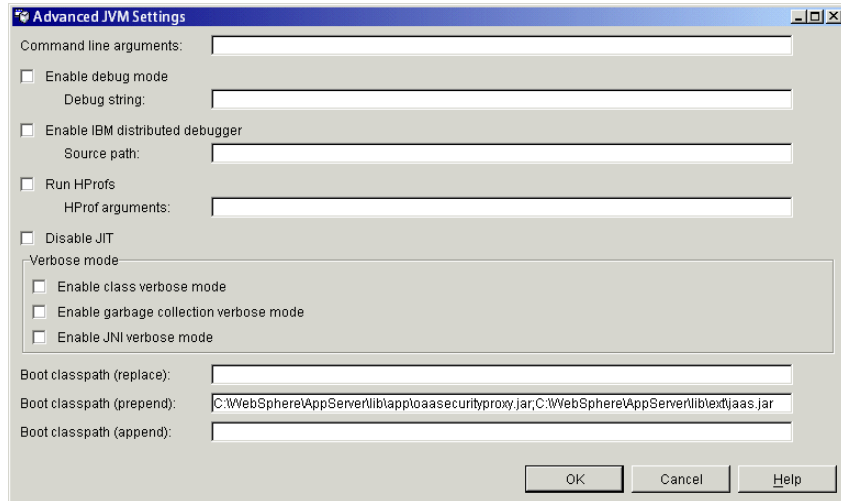 Advanced JVM Settings
Command line arguments:
Enable debug mode
Debug string:
Enable IBM distributed debugger
Source path:
Run HProfs
HProf arguments:
Disable JIT
Verbose mode
Enable class verbose mode
Enable garbage collection verbose mode
Enable JNI verbose mode
Boot classpath (replace):
Boot classpath (prepend): C:\WebSphere\AppServer\lib\app\oaasecurityproxy.jar;C:\WebSphere\AppServer\lib\ext\jaas.jar
Boot classpath (append):
OK Cancel Help